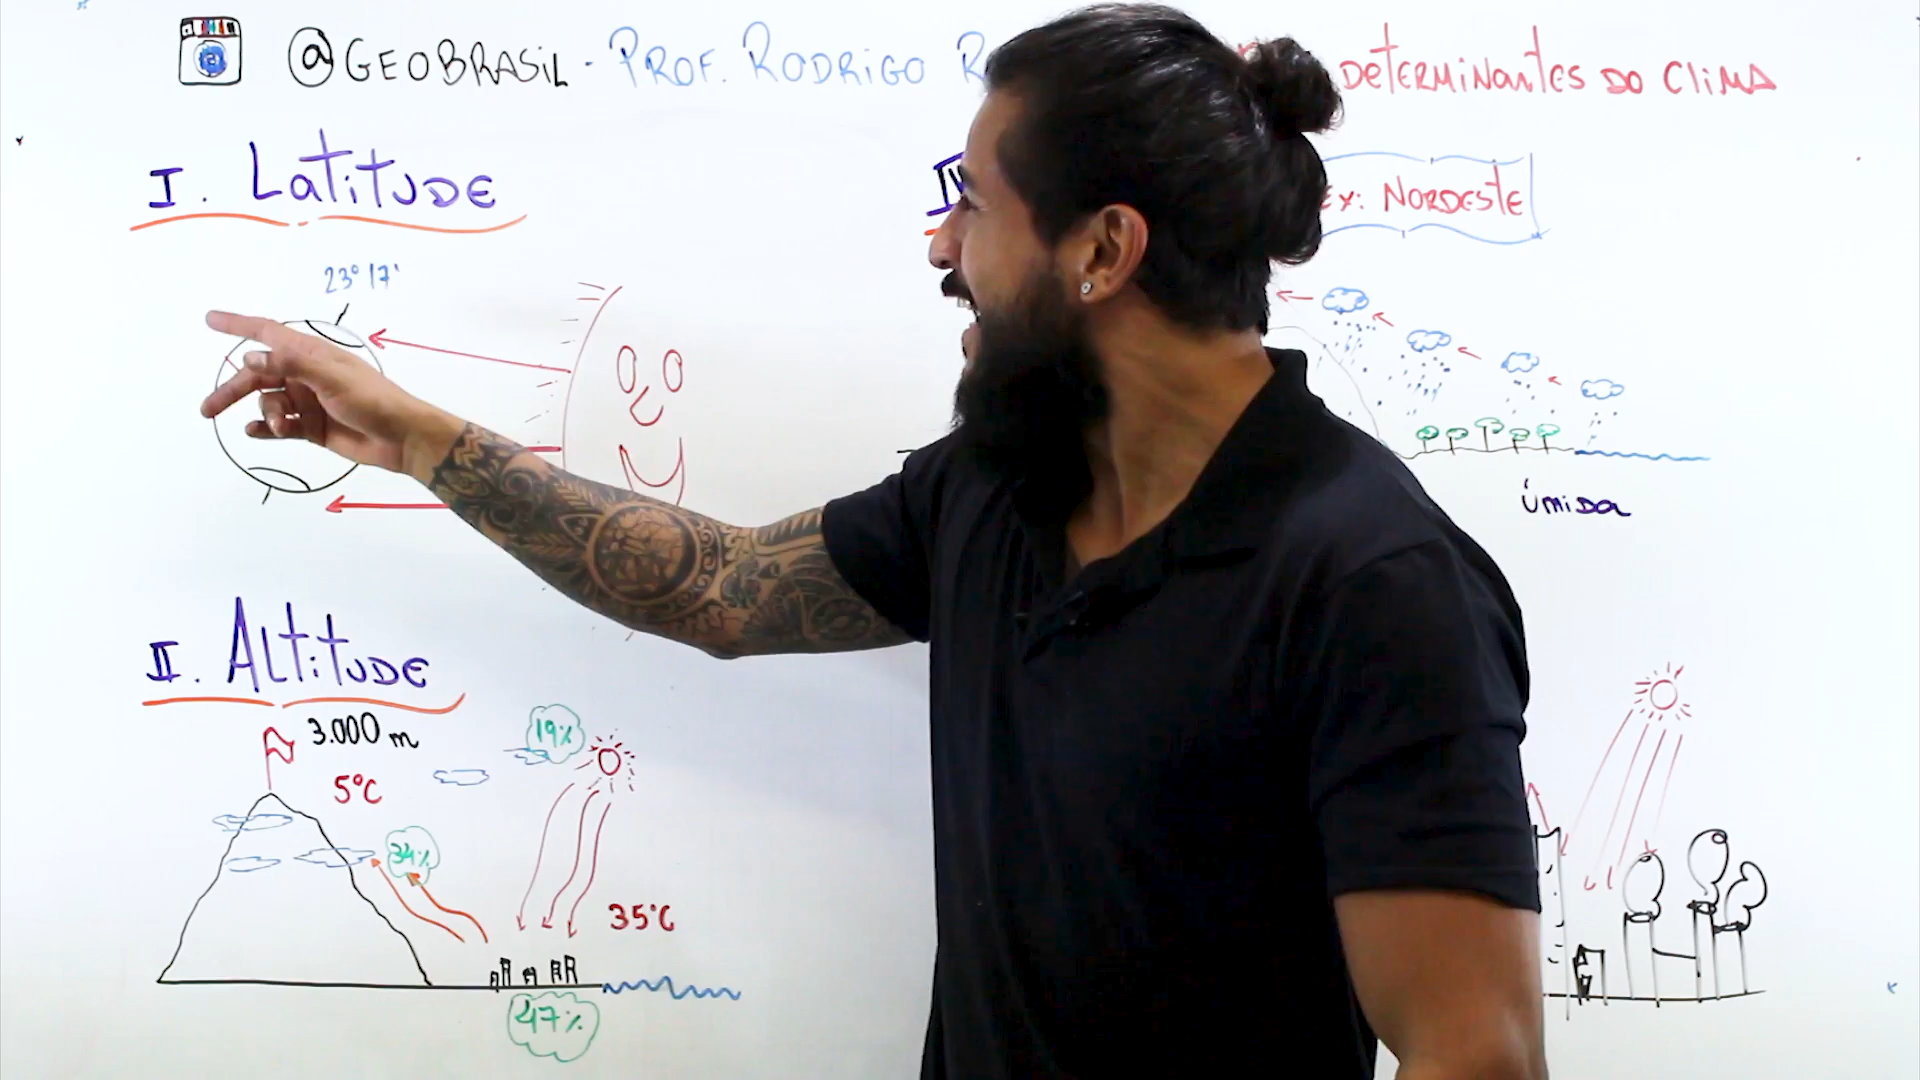 @GEOBRASIL - PROF. RODRIGO R
DETERMINANTES DO CLIMA
I. LATITUDE
23° 17'
IV
Ex: NORDESTE
ÚMIDA
II. ALTITUDE
3.000 m
5°C
19%
34%
35°C
47%